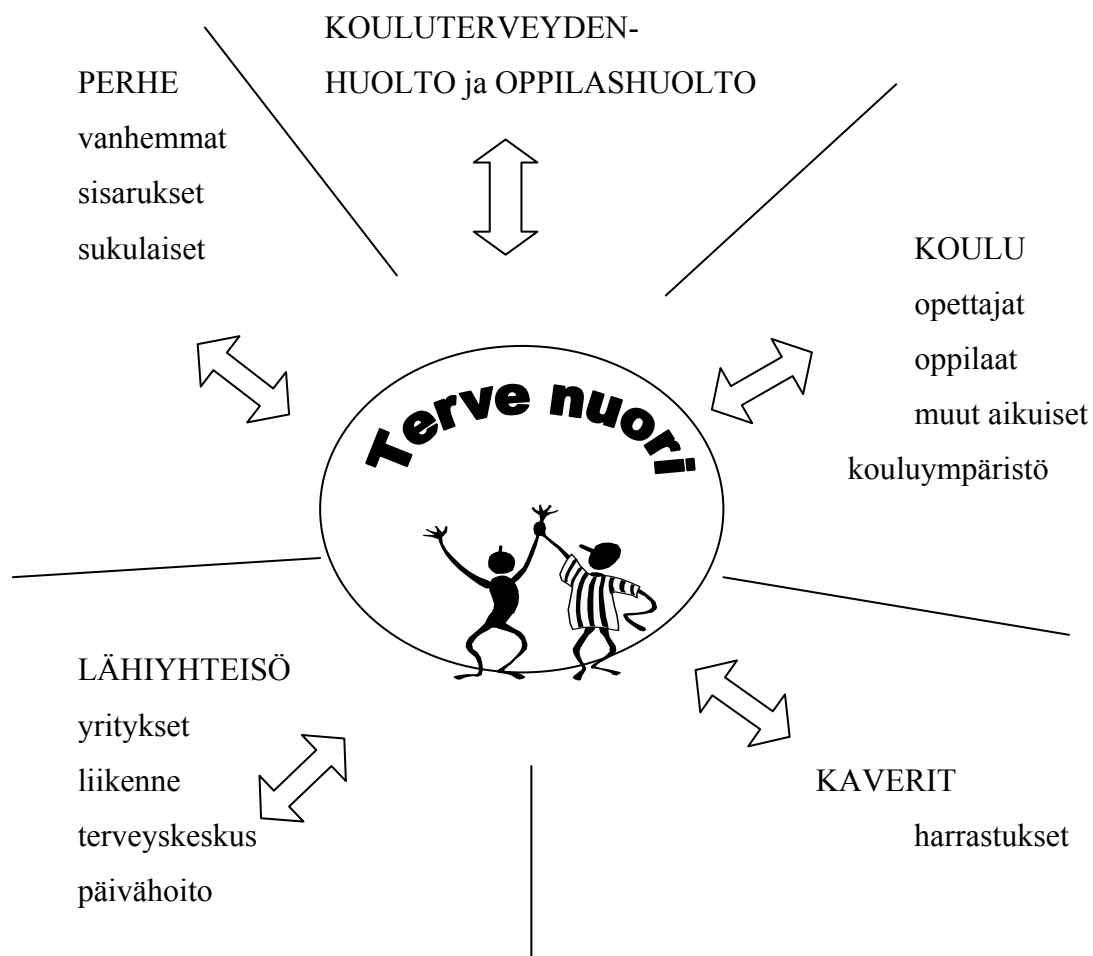 KOULUTERVEYDEN-
HUOLTO ja OPPILASHUOLTO
PERHE
vanhemmat
sisarukset
sukulaiset
KOULU
opettajat
oppilaat
muut aikuiset
kouluympäristö
Terve nuori
LÄHIYHTEISÖ
yritykset
liikenne
terveyskeskus
päivähoito
KAVERIT
harrastukset